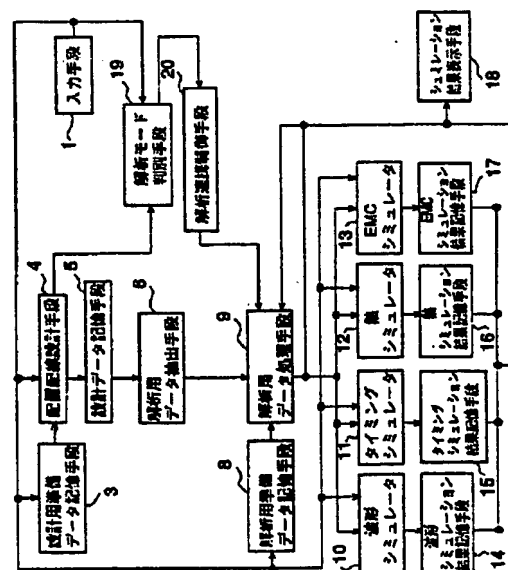 1
入力手段
19
解析モード
判別手段
20
解析連携制御手段
3
設計用準備
データ記憶手段
4
配置配線設計手段
5
設計データ記憶手段
6
解析用
データ抽出手段
8
解析用準備
データ記憶手段
9
解析用
データ処理手段
10
波形
シミュレータ
11
タイミング
シミュレータ
12
熱
シミュレータ
13
EMC
シミュレータ
14
波形
シミュレーション
結果記憶手段
15
タイミング
シミュレーション
結果記憶手段
16
熱
シミュレーション
結果記憶手段
17
EMC
シミュレーション
結果記憶手段
18
シュミレーション
結果表示手段